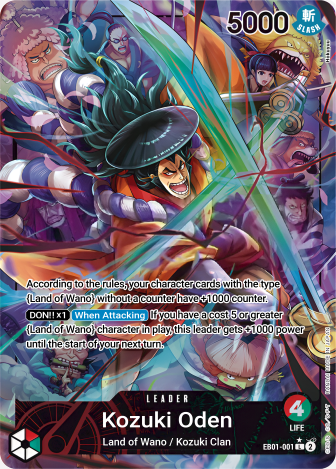 5000
斬
SLASH
According to the rules, your character cards with the type
{Land of Wano} without a counter have +1000 counter.
DON!!×1 When Attacking If you have a cost 5 or greater
{Land of Wano} character in play, this leader gets +1000 power
until the start of your next turn.
LEADER
Kozuki Oden
Land of Wano / Kozuki Clan
4
LIFE
EB01-001 L 2